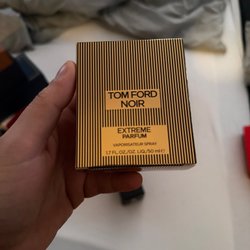 TOM FORD
NOIR
EXTREME
PARFUM
VAPORISATEUR SPRAY
1.7 FL.OZ./OZ. LIQ./50 ml ℮